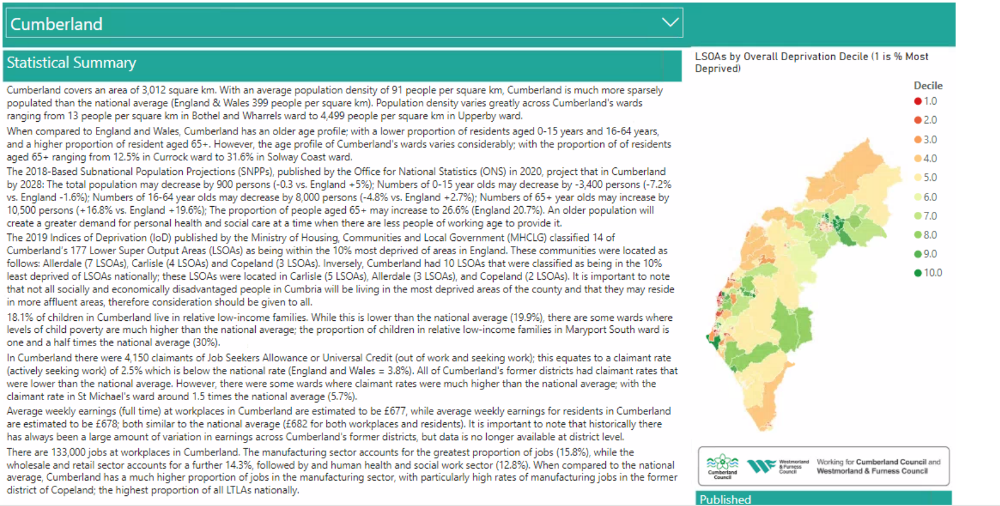 Cumberland
Statistical Summary
Cumberland covers an area of 3,012 square km. With an average population density of 91 people per square km, Cumberland is much more sparsely
populated than the national average (England & Wales 399 people per square km). Population density varies greatly across Cumberland's wards
ranging from 13 people per square km in Bothel and Wharrels ward to 4,499 people per square km in Upperby ward.
When compared to England and Wales, Cumberland has an older age profile; with a lower proportion of residents aged 0-15 years and 16-64 years,
and a higher proportion of resident aged 65+. However, the age profile of Cumberland's wards varies considerably; with the proportion of of residents
aged 65+ ranging from 12.5% in Currock ward to 31.6% in Solway Coast ward.
The 2018-Based Subnational Population Projections (SNPPs), published by the Office for National Statistics (ONS) in 2020, project that in Cumberland
by 2028: The total population may decrease by 900 persons (-0.3 vs. England +5%); Numbers of 0-15 year olds may decrease by -3,400 persons (-7.2%
vs. England -1.6%); Numbers of 16-64 year olds may decrease by 8,000 persons (-4.8% vs. England +2.7%); Numbers of 65+ year olds may increase by
10,500 persons (+16.8% vs. England +19.6%); The proportion of people aged 65+ may increase to 26.6% (England 20.7%). An older population will
create a greater demand for personal health and social care at a time when there are less people of working age to provide it.
The 2019 Indices of Deprivation (IoD) published by the Ministry of Housing, Communities and Local Government (MHCLG) classified 14 of
Cumberland's 177 Lower Super Output Areas (LSOAs) as being within the 10% most deprived of areas in England. These communities were located as
follows: Allerdale (7 LSOAs), Carlisle (4 LSOAs) and Copeland (3 LSOAs). Inversely, Cumberland had 10 LSOAs that were classified as being in the 10%
least deprived of LSOAs nationally; these LSOAs were located in Carlisle (5 LSOAs), Allerdale (3 LSOAs), and Copeland (2 LSOAs). It is important to note
that not all socially and economically disadvantaged people in Cumbria will be living in the most deprived areas of the county and that they may reside
in more affluent areas, therefore consideration should be given to all.
18.1% of children in Cumberland live in relative low-income families. While this is lower than the national average (19.9%), there are some wards where
levels of child poverty are much higher than the national average; the proportion of children in relative low-income families in Maryport South ward is
one and a half times the national average (30%).
In Cumberland there were 4,150 claimants of Job Seekers Allowance or Universal Credit (out of work and seeking work); this equates to a claimant rate
(actively seeking work) of 2.5% which is below the national rate (England and Wales = 3.8%). All of Cumberland's former districts had claimant rates that
were lower than the national average. However, there were some wards where claimant rates were much higher than the national average; with the
claimant rate in St Michael's ward around 1.5 times the national average (5.7%).
Average weekly earnings (full time) at workplaces in Cumberland are estimated to be £677, while average weekly earnings for residents in Cumberland
are estimated to be £678; both similar to the national average (£682 for both workplaces and residents). It is important to note that historically there
has always been a large amount of variation in earnings across Cumberland's former districts, but data is no longer available at district level.
There are 133,000 jobs at workplaces in Cumberland. The manufacturing sector accounts for the greatest proportion of jobs (15.8%), while the
wholesale and retail sector accounts for a further 14.3%, followed by and human health and social work sector (12.8%). When compared to the national
average, Cumberland has a much higher proportion of jobs in the manufacturing sector, with particularly high rates of manufacturing jobs in the former
district of Copeland; the highest proportion of all LTLAs nationally.
LSOAs by Overall Deprivation Decile (1 is % Most
Deprived)
Decile
1.0
2.0
3.0
4.0
5.0
6.0
7.0
8.0
9.0
10.0
Cumberland
Council
Westmorland
& Furness
Council
Working for Cumberland Council and
Westmorland & Furness Council
Published